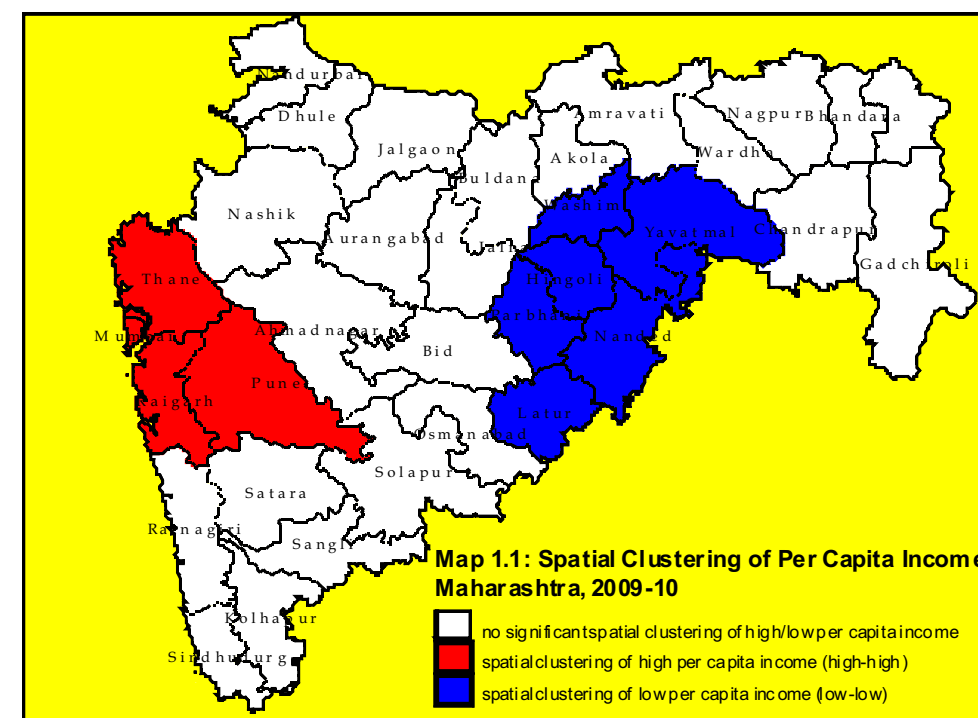 Nandurbar
Dhule
Amravati
Nagpur
Bhandara
Jalgaon
Akola
Wardha
Buldana
Washim
Nashik
Aurangabad
Jalna
Yavatmal
Chandrapur
Gadchiroli
Thane
Hingoli
Parbhani
Mumbai
Ahmadnagar
Nanded
Bid
Pune
Raigarh
Latur
Osmanabad
Solapur
Satara
Ratnagiri
Sangli
Kolhapur
Sindhudurg
Map 1.1: Spatial Clustering of Per Capita Income
Maharashtra, 2009-10
no significant spatial clustering of high/low per capita income
spatial clustering of high per capita income (high-high)
spatial clustering of low per capita income (low-low)